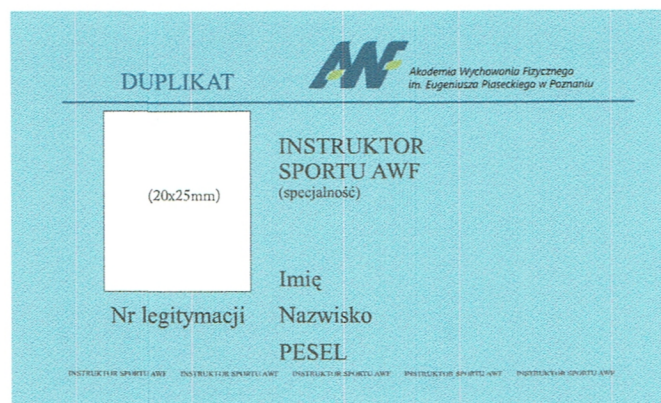 DUPLIKAT
AWF
Akademia Wychowania Fizycznego
im. Eugeniusza Piaseckiego w Poznaniu
INSTRUKTOR
SPORTU AWF
(specjalność)
(20x25mm)
Imię
Nr legitymacji
Nazwisko
PESEL
INSTRUKTOR SPORTU AWF INSTRUKTOR SPORTU AWF INSTRUKTOR SPORTU AWF INSTRUKTOR SPORTU AWF INSTRUKTOR SPORTU AWF